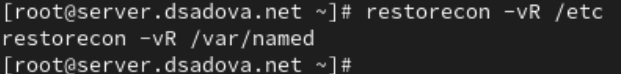 [root@server.dsadova.net ~]# restorecon -vR /etc
restorecon -vR /var/named
[root@server.dsadova.net ~]#